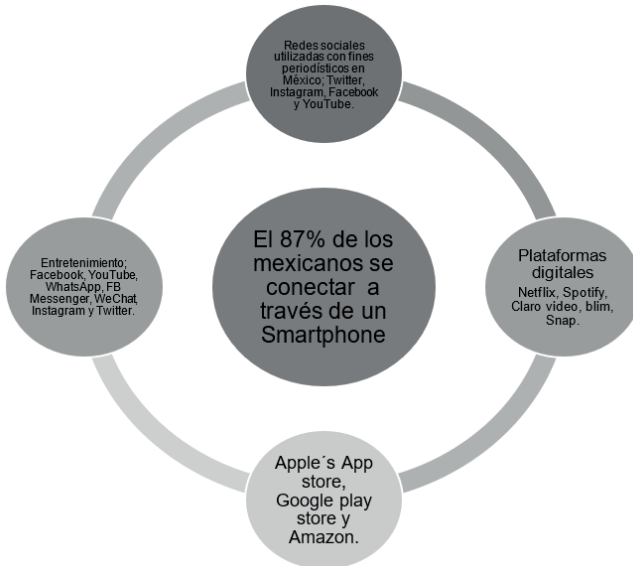 Redes sociales
utilizadas con fines
periodísticos en
México; Twitter,
Instagram, Facebook
y YouTube.
El 87% de los
mexicanos se
conectar a
través de un
Smartphone
Plataformas
digitales
Netflix, Spotify,
Claro video, blim,
Snap.
Apple´s App
store,
Google play
store y
Amazon.
Entretenimiento;
Facebook, YouTube,
WhatsApp, FB
Messenger, WeChat,
Instagram y Twitter.